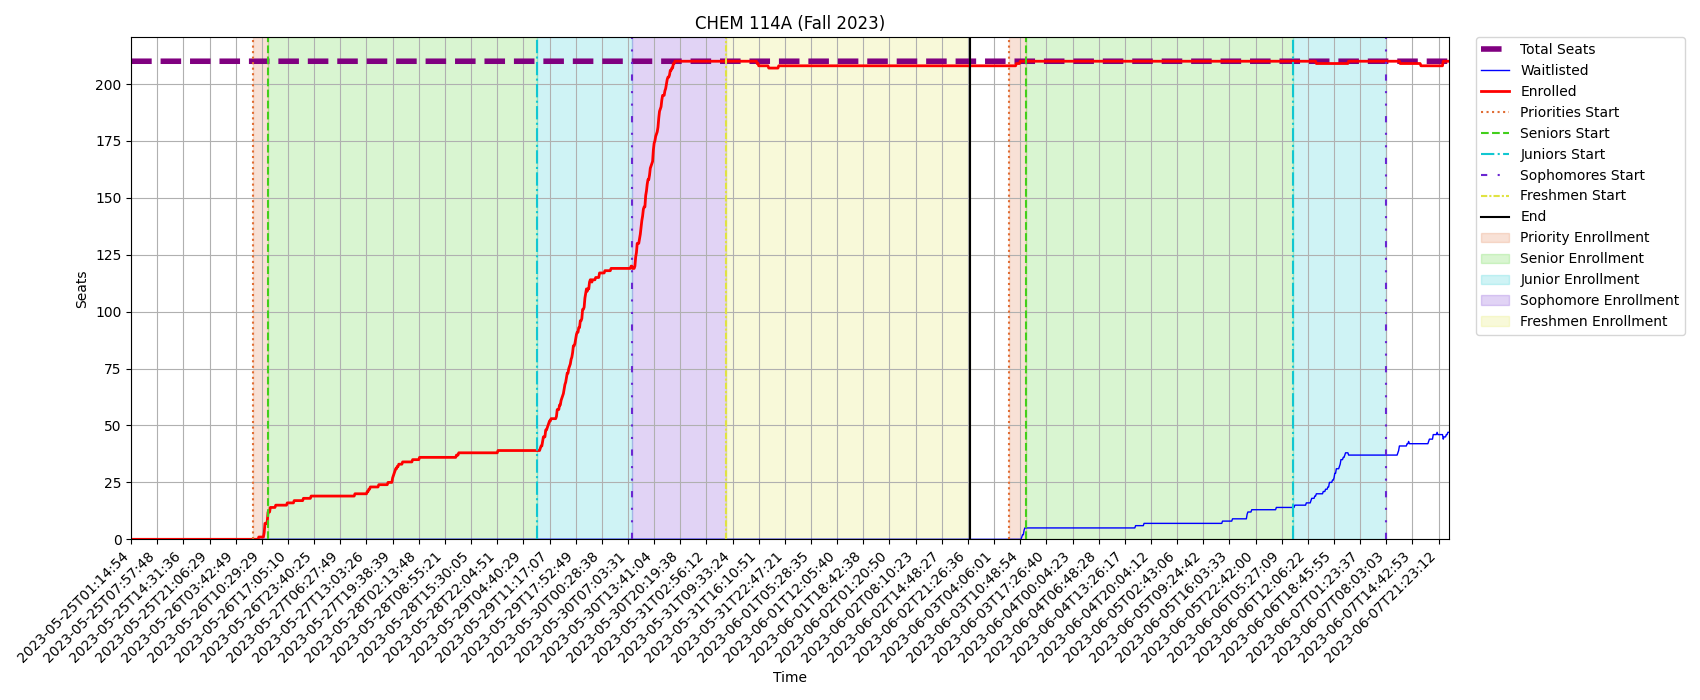 CHEM 114A (Fall 2023)
Total Seats
Waitlisted
Enrolled
Priorities Start
Seniors Start
Juniors Start
Sophomores Start
Freshmen Start
End
Priority Enrollment
Senior Enrollment
Junior Enrollment
Sophomore Enrollment
Freshmen Enrollment
Seats
200
175
150
125
100
75
50
25
0
2023-05-25T01:14:54
2023-05-25T07:57:48
2023-05-25T14:31:36
2023-05-25T21:06:29
2023-05-26T03:42:49
2023-05-26T10:29:29
2023-05-26T17:05:10
2023-05-26T23:40:25
2023-05-27T06:27:49
2023-05-27T13:03:26
2023-05-27T19:38:39
2023-05-28T02:13:48
2023-05-28T08:55:21
2023-05-28T15:30:05
2023-05-28T22:04:51
2023-05-29T04:40:29
2023-05-29T11:17:07
2023-05-29T17:52:49
2023-05-30T00:28:38
2023-05-30T07:03:31
2023-05-30T13:41:04
2023-05-30T20:19:38
2023-05-31T02:56:12
2023-05-31T09:33:24
2023-05-31T16:10:51
2023-05-31T22:47:21
2023-06-01T05:28:35
2023-06-01T12:05:40
2023-06-01T18:42:38
2023-06-02T01:20:50
2023-06-02T08:10:23
2023-06-02T14:48:27
2023-06-02T21:26:36
2023-06-03T04:06:01
2023-06-03T10:48:54
2023-06-03T17:26:40
2023-06-04T00:04:23
2023-06-04T06:48:28
2023-06-04T13:26:17
2023-06-04T20:04:12
2023-06-05T02:43:06
2023-06-05T09:24:42
2023-06-05T16:03:33
2023-06-05T22:42:00
2023-06-06T05:27:09
2023-06-06T12:06:22
2023-06-06T18:45:55
2023-06-07T01:23:37
2023-06-07T08:03:03
2023-06-07T14:42:53
2023-06-07T21:23:12
Time